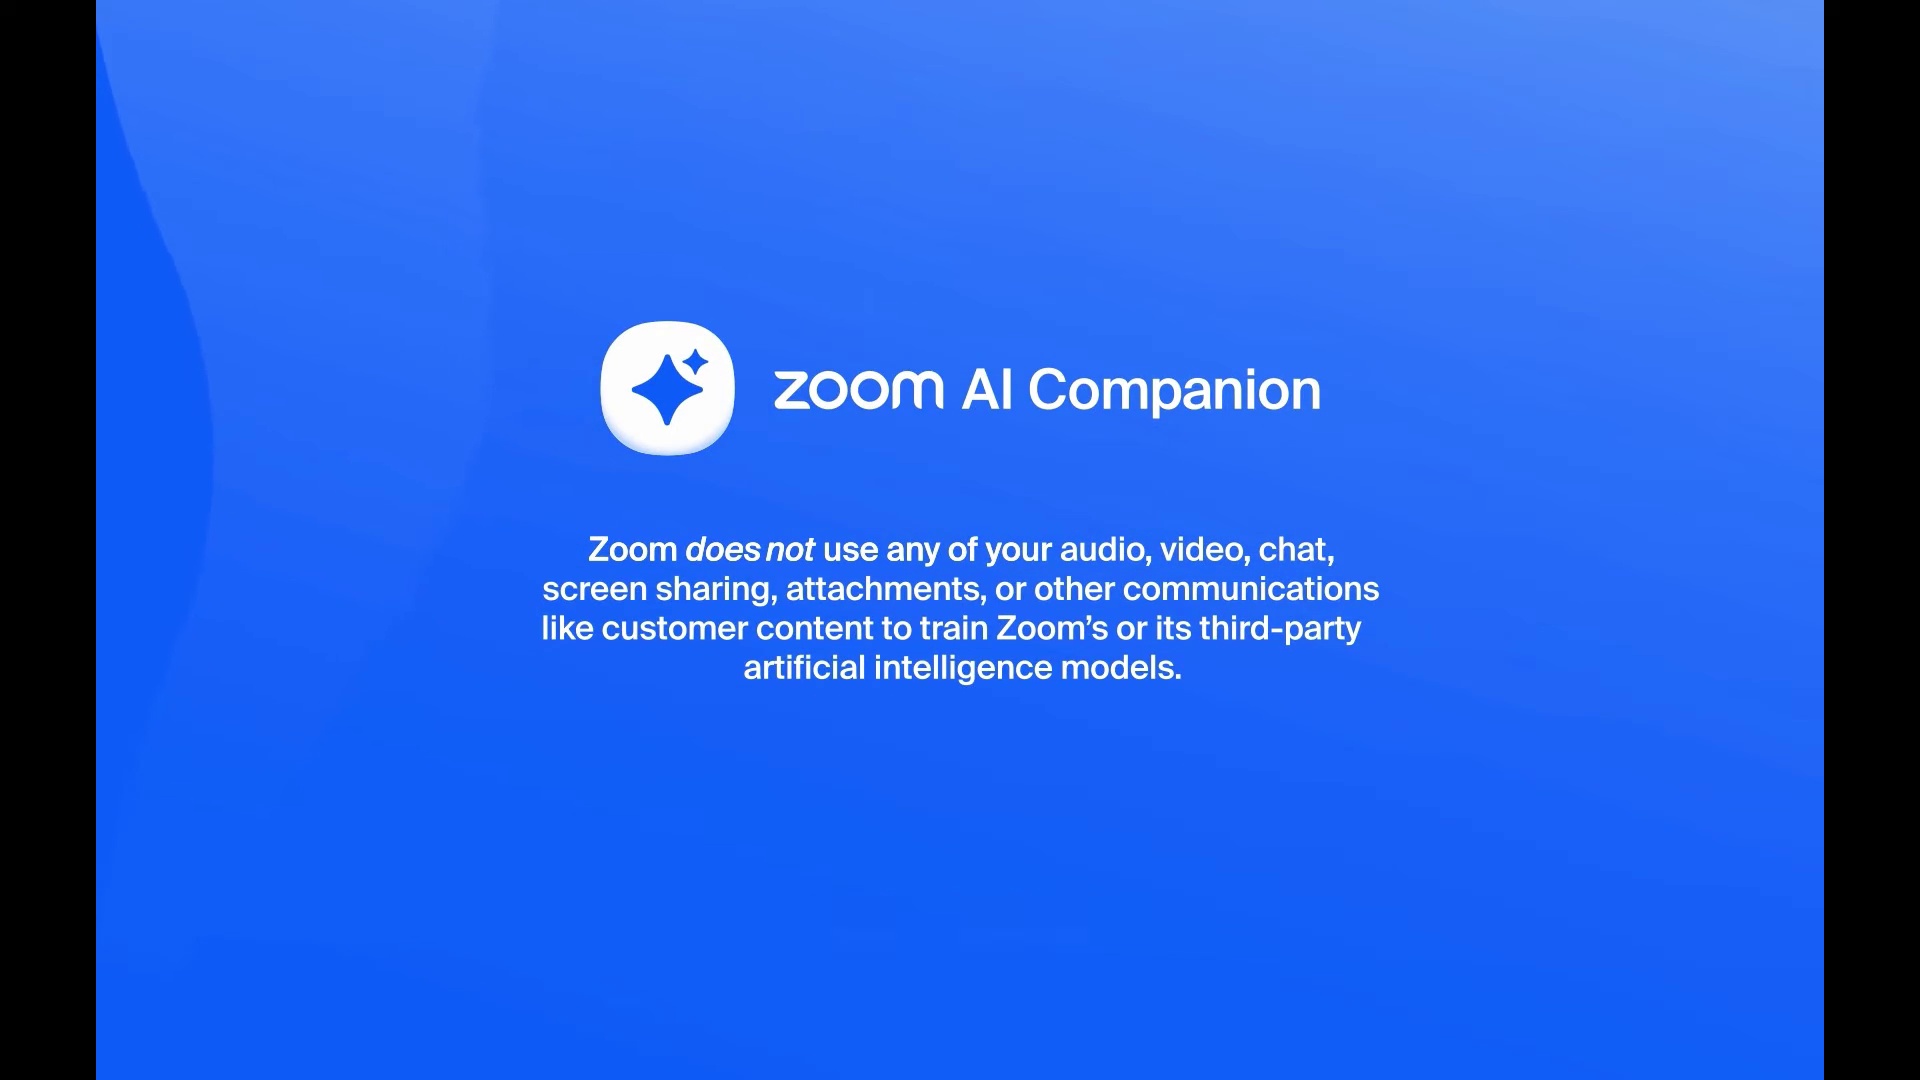 zoom AI Companion
Zoom does not use any of your audio, video, chat,
screen sharing, attachments, or other communications
like customer content to train Zoom’s or its third-party
artificial intelligence models.